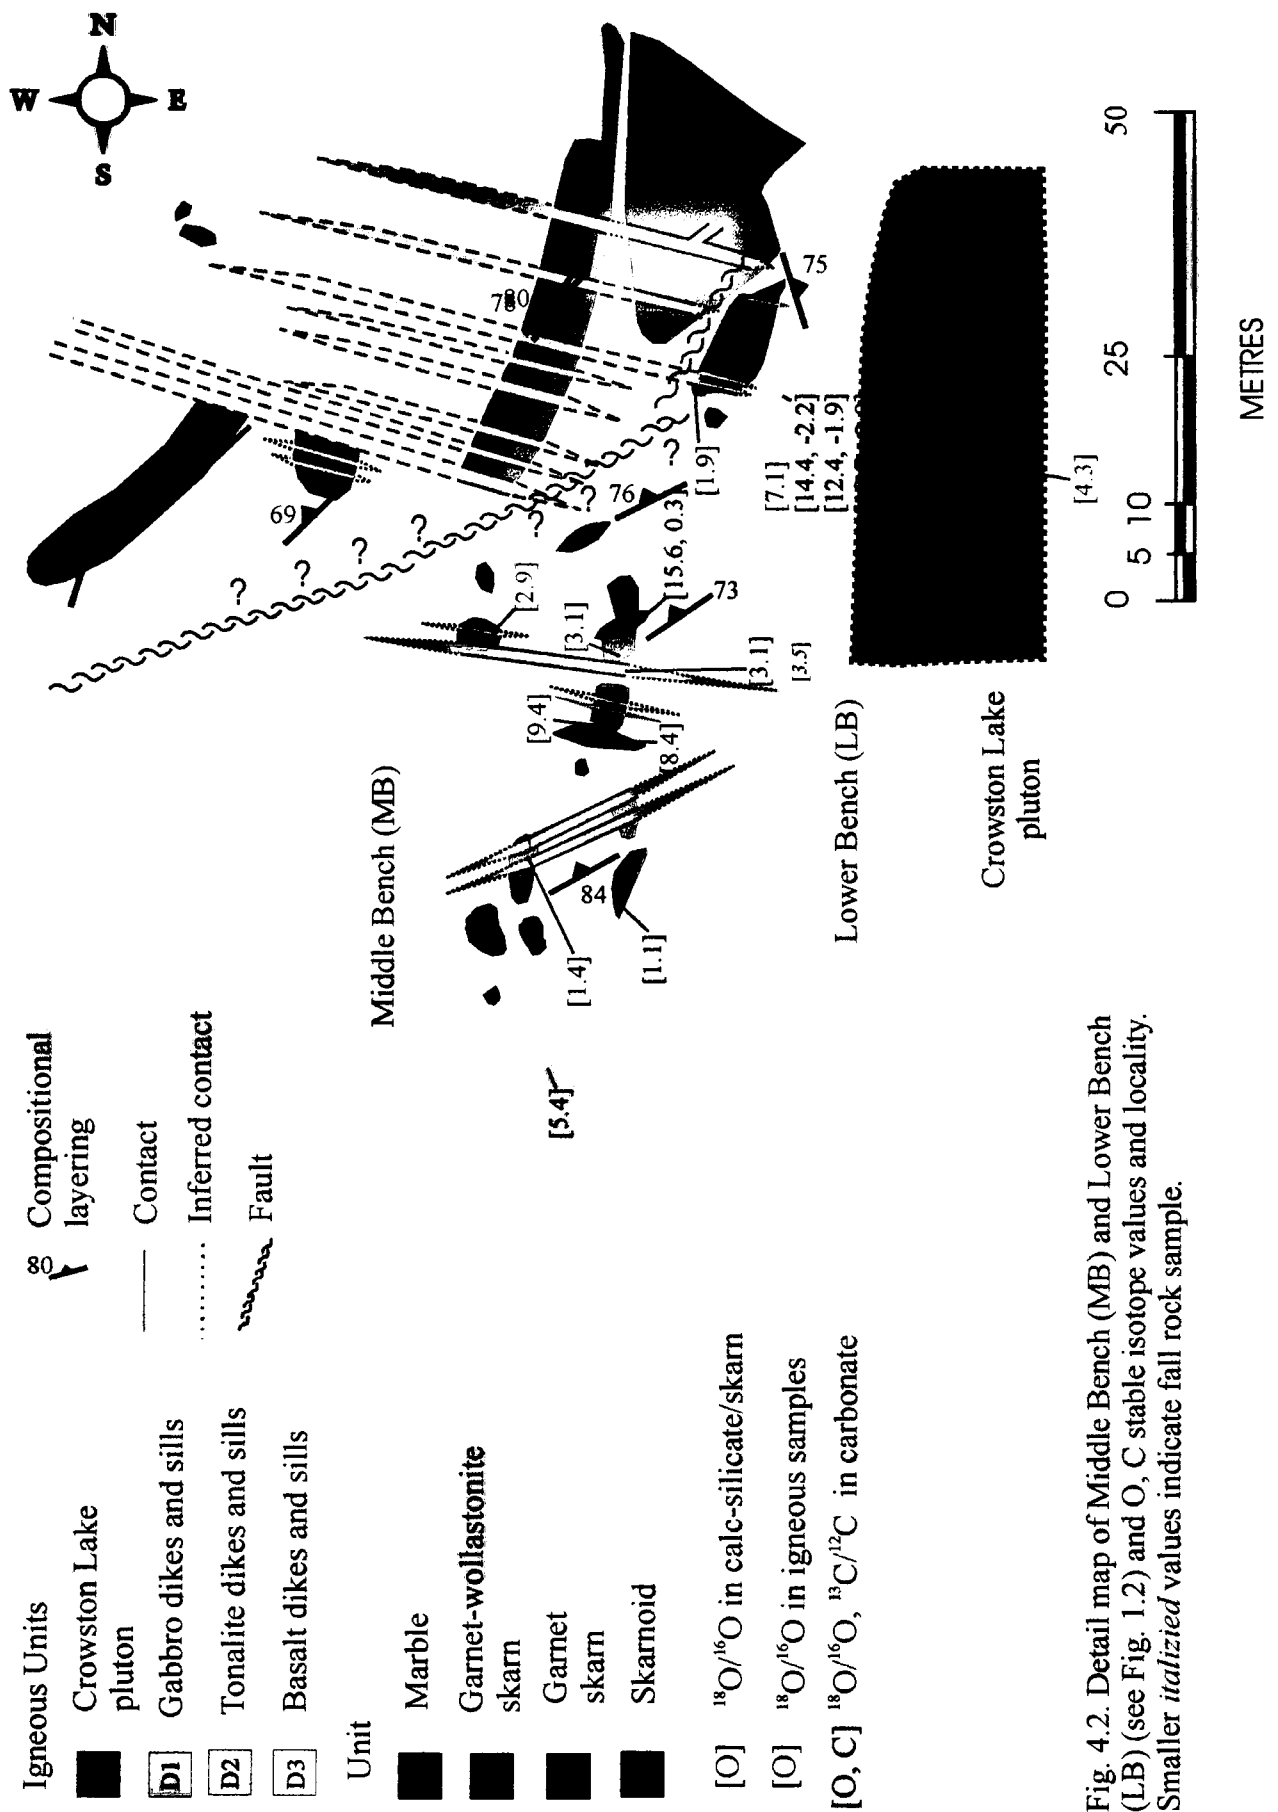 N
W
E
S
Igneous Units
Crowston Lake
pluton
D1 Gabbro dikes and sills
D2 Tonalite dikes and sills
D3 Basalt dikes and sills
Unit
Marble
Garnet-wollastonite
skarn
Garnet
skarn
Skarnoid
[O] ¹⁸O/¹⁶O in calc-silicate/skarn
[O] ¹⁸O/¹⁶O in igneous samples
[O, C] ¹⁸O/¹⁶O, ¹³C/¹²C in carbonate
80 Compositional
layering
Contact
Inferred contact
Fault
Middle Bench (MB)
Lower Bench (LB)
Crowston Lake
pluton
[5.4]
[1.4]
[1.1]
84
[9.4]
[8.4]
[2.9]
[3.1]
[3.1]
[3.5]
73
[15.6, 0.3]
76
[1.9]
69
80
75
[7.1]
[14.4, -2.2]
[12.4, -1.9]
[4.3]
?
?
?
?
?
?
?
0 5 10 25 50
METRES
Fig. 4.2. Detail map of Middle Bench (MB) and Lower Bench
(LB) (see Fig. 1.2) and O, C stable isotope values and locality.
Smaller italizied values indicate fall rock sample.